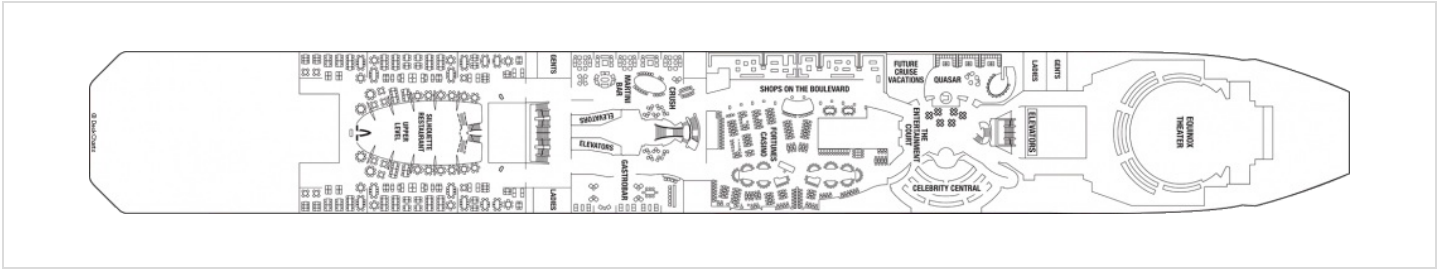 © DeckChairs
SILHOUETTE
RESTAURANT
UPPER
LEVEL
GENTS
LADIES
MARTINI
BAR
CRUSH
ELEVATORS
ELEVATORS
GASTROBAR
SHOPS ON THE BOULEVARD
FORTUNES
CASINO
FUTURE
CRUISE
VACATIONS
QUASAR
THE
ENTERTAINMENT
COURT
CELEBRITY CENTRAL
LADIES
GENTS
ELEVATORS
EQUINOX
THEATER